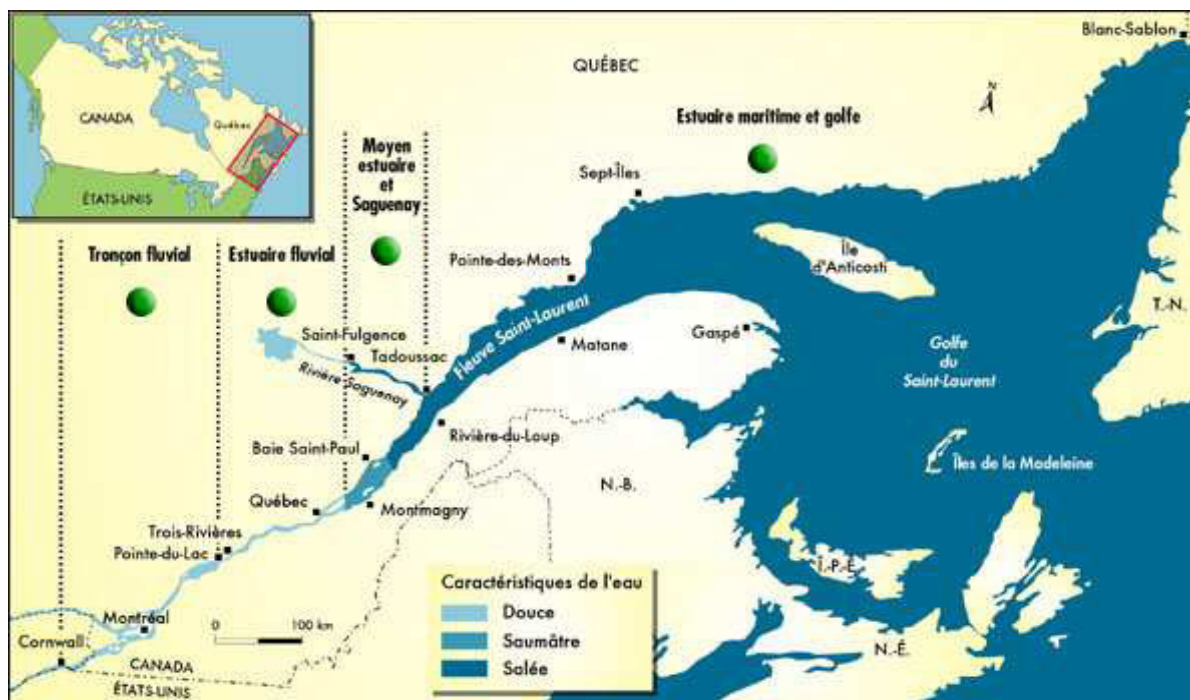 CANADA
Québec
ÉTATS-UNIS
QUÉBEC
Blanc-Sablon
N
Estuaire maritime et golfe
Moyen
estuaire
et
Saguenay
Sept-Îles
Tronçon fluvial
Estuaire fluvial
Pointe-des-Monts
Île
d'Anticosti
T.-N.
Saint-Fulgence
Tadoussac
Rivière Saguenay
Fleuve Saint-Laurent
Matane
Gaspé
Golfe
du
Saint-Laurent
Rivière-du-Loup
Baie Saint-Paul
Îles de la Madeleine
N.-B.
Québec
Montmagny
Trois-Rivières
Pointe-du-Lac
Î.-P.-É.
Caractéristiques de l'eau
Douce
Saumâtre
Salée
Montréal
0 100 km
Cornwall
CANADA
ÉTATS-UNIS
N.-É.